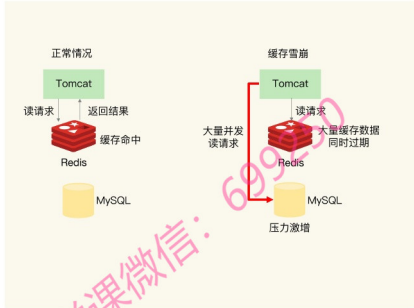 正常情况
Tomcat
读请求
返回结果
缓存命中
Redis
MySQL
缓存雪崩
Tomcat
读请求
大量并发
读请求
大量缓存数据
同时过期
Redis
MySQL
压力激增
课微信：699250